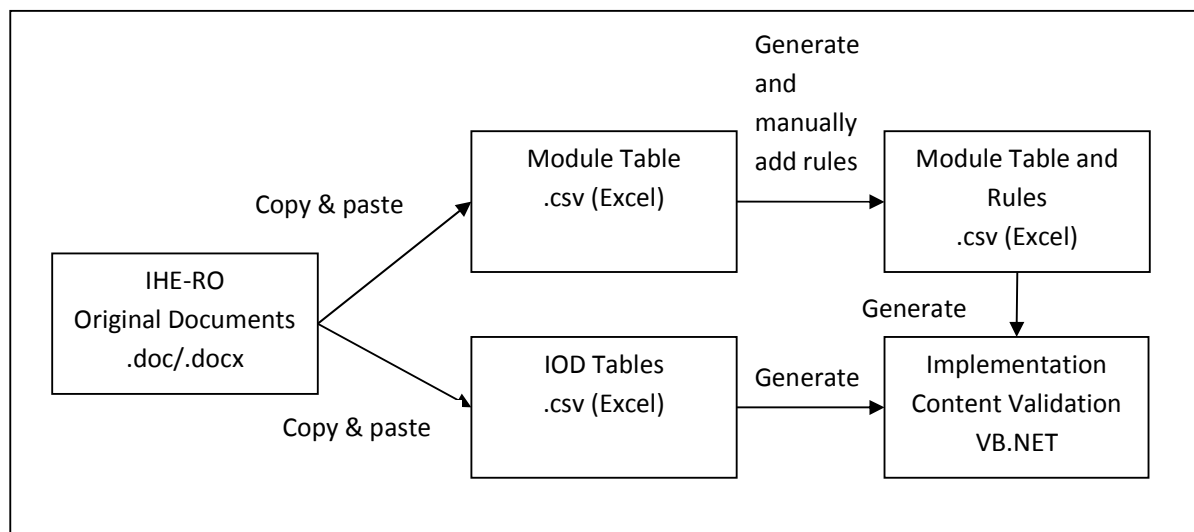 Generate
and
manually
add rules
Module Table
.csv (Excel)
Module Table and
Rules
.csv (Excel)
Copy & paste
IHE-RO
Original Documents
.doc/.docx
Generate
IOD Tables
.csv (Excel)
Generate
Implementation
Content Validation
VB.NET
Copy & paste